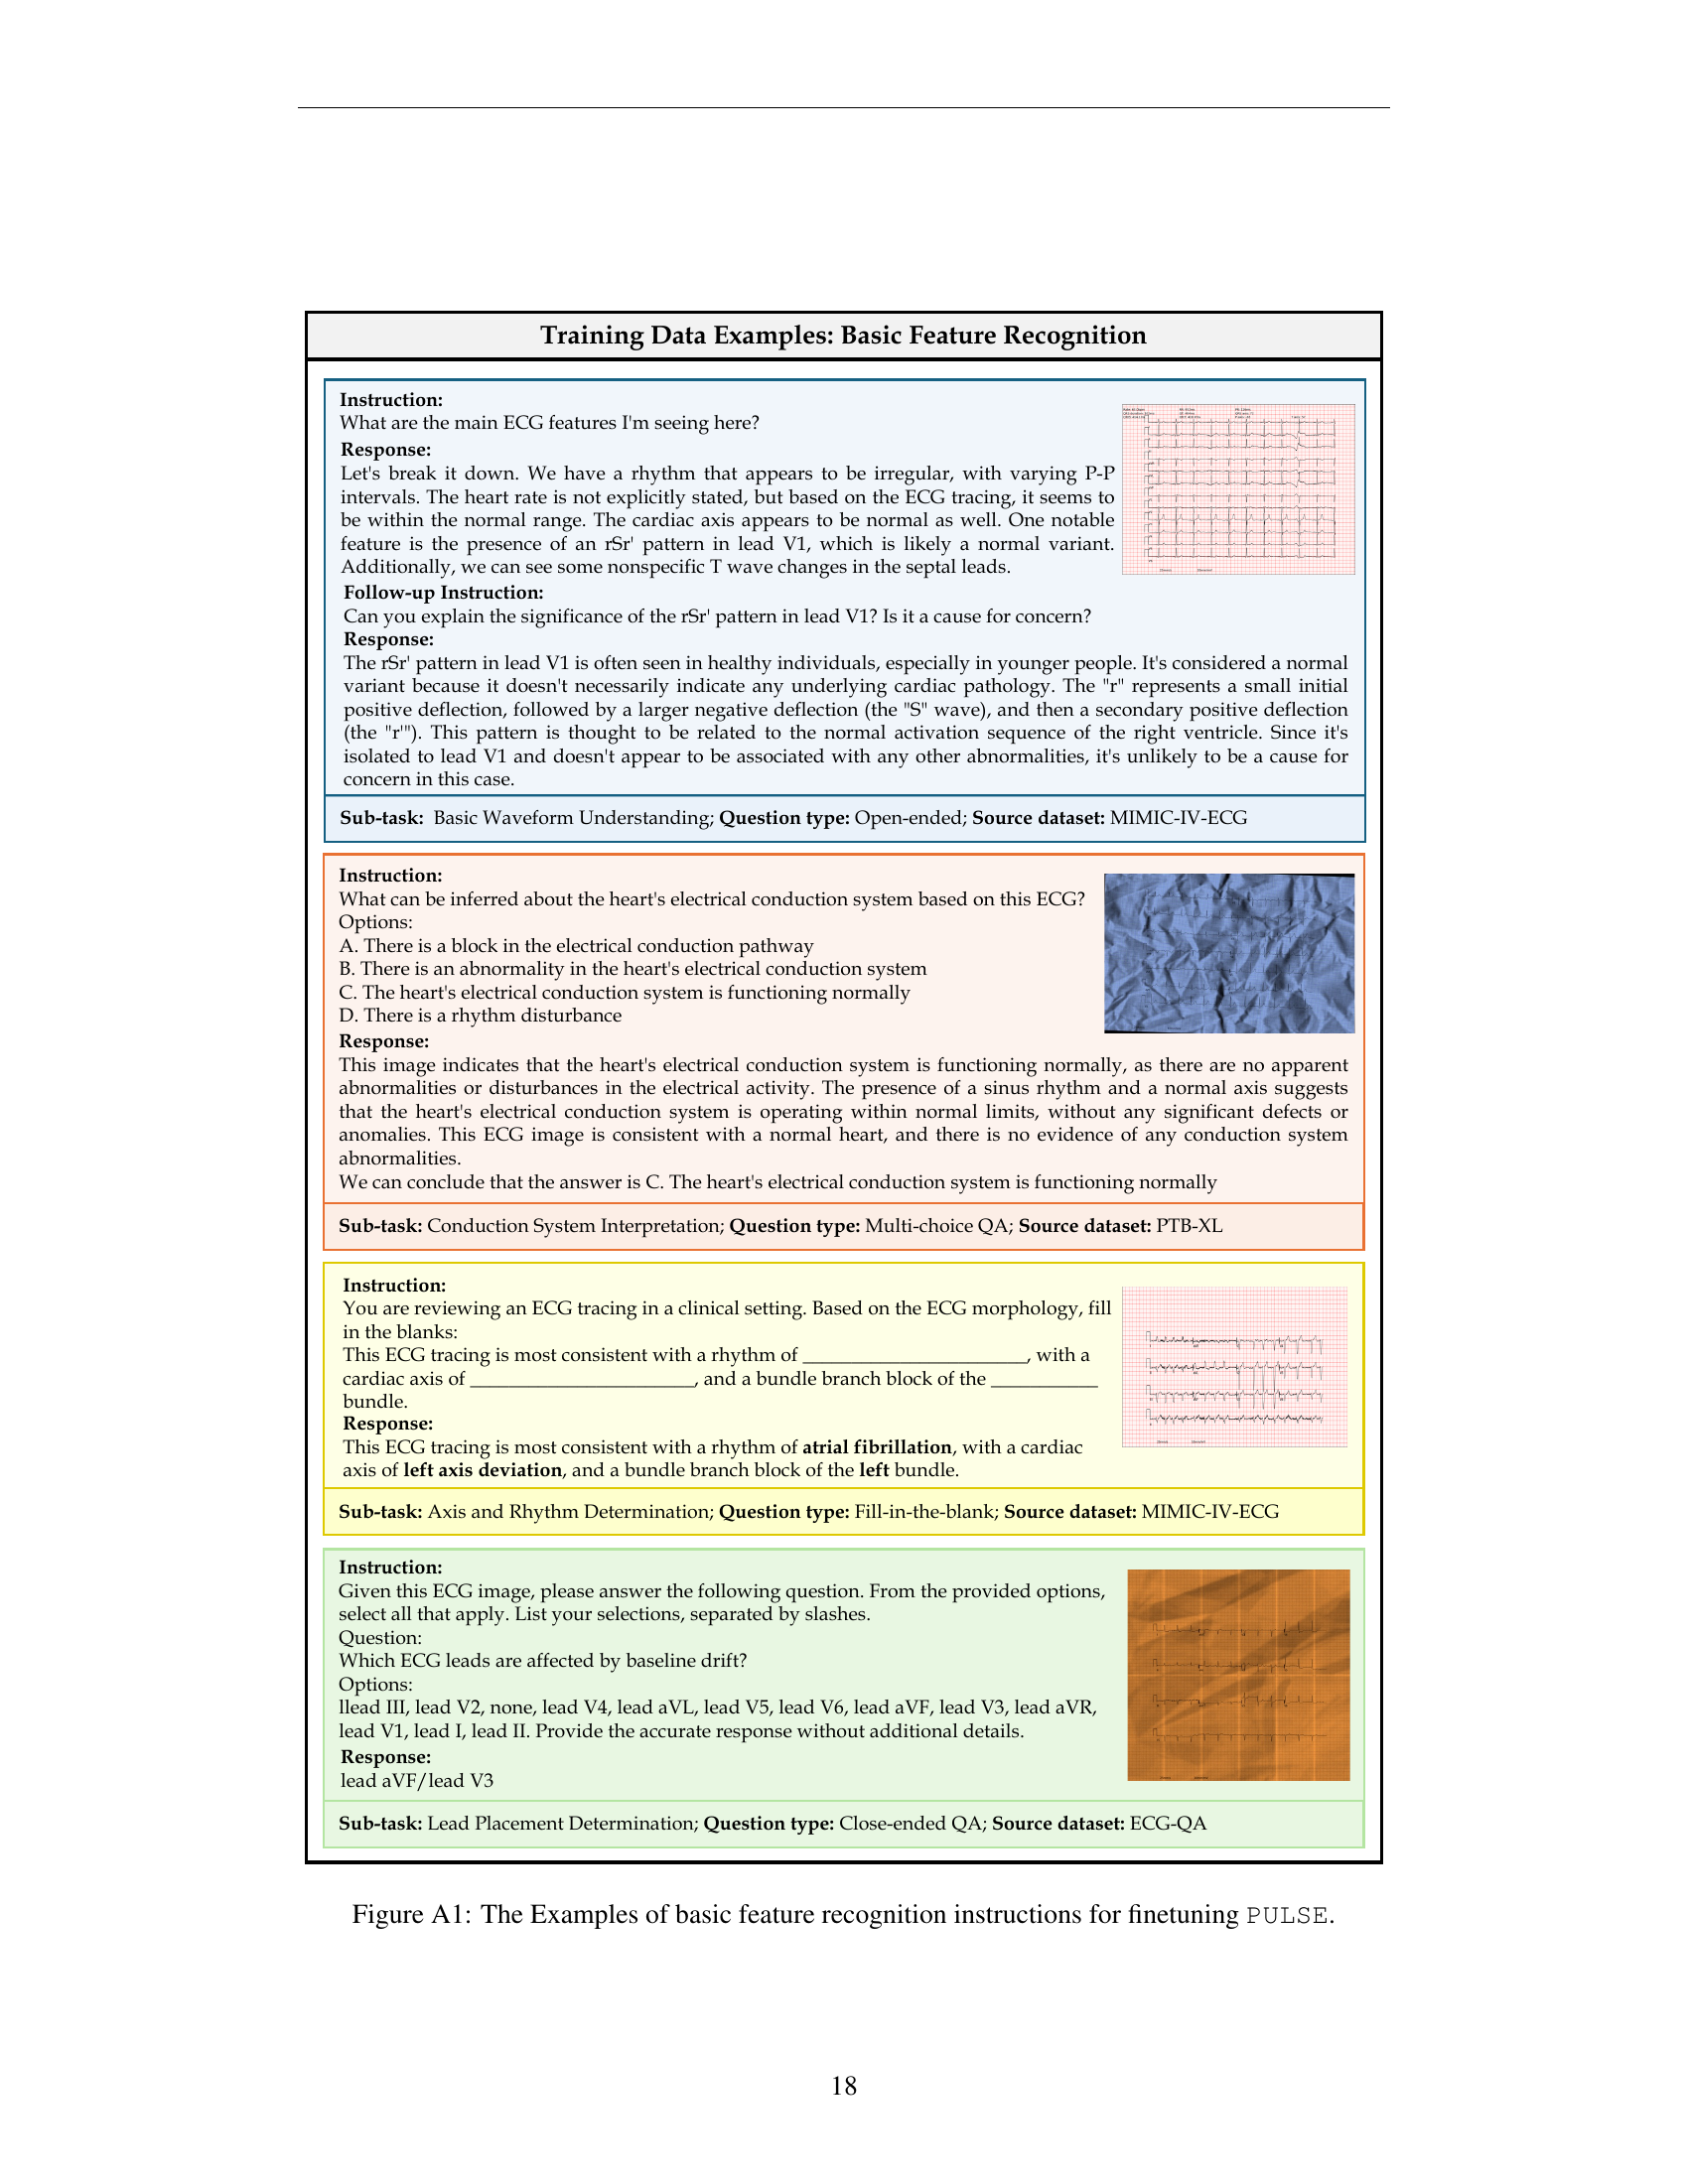 Training Data Examples: Basic Feature Recognition
Instruction:
What are the main ECG features I'm seeing here?
Response:
Let's break it down. We have a rhythm that appears to be irregular, with varying P-P
intervals. The heart rate is not explicitly stated, but based on the ECG tracing, it seems to
be within the normal range. The cardiac axis appears to be normal as well. One notable
feature is the presence of an rSr' pattern in lead V1, which is likely a normal variant.
Additionally, we can see some nonspecific T wave changes in the septal leads.
Follow-up Instruction:
Can you explain the significance of the rSr' pattern in lead V1? Is it a cause for concern?
Response:
The rSr' pattern in lead V1 is often seen in healthy individuals, especially in younger people. It's considered a normal
variant because it doesn't necessarily indicate any underlying cardiac pathology. The "r" represents a small initial
positive deflection, followed by a larger negative deflection (the "S" wave), and then a secondary positive deflection
(the "r'"). This pattern is thought to be related to the normal activation sequence of the right ventricle. Since it's
isolated to lead V1 and doesn't appear to be associated with any other abnormalities, it's unlikely to be a cause for
concern in this case.
Sub-task: Basic Waveform Understanding; Question type: Open-ended; Source dataset: MIMIC-IV-ECG
Instruction:
What can be inferred about the heart's electrical conduction system based on this ECG?
Options:
A. There is a block in the electrical conduction pathway
B. There is an abnormality in the heart's electrical conduction system
C. The heart's electrical conduction system is functioning normally
D. There is a rhythm disturbance
Response:
This image indicates that the heart's electrical conduction system is functioning normally, as there are no apparent
abnormalities or disturbances in the electrical activity. The presence of a sinus rhythm and a normal axis suggests
that the heart's electrical conduction system is operating within normal limits, without any significant defects or
anomalies. This ECG image is consistent with a normal heart, and there is no evidence of any conduction system
abnormalities.
We can conclude that the answer is C. The heart's electrical conduction system is functioning normally
Sub-task: Conduction System Interpretation; Question type: Multi-choice QA; Source dataset: PTB-XL
Instruction:
You are reviewing an ECG tracing in a clinical setting. Based on the ECG morphology, fill
in the blanks:
This ECG tracing is most consistent with a rhythm of _______________________, with a
cardiac axis of _______________________, and a bundle branch block of the ___________
bundle.
Response:
This ECG tracing is most consistent with a rhythm of atrial fibrillation, with a cardiac
axis of left axis deviation, and a bundle branch block of the left bundle.
Sub-task: Axis and Rhythm Determination; Question type: Fill-in-the-blank; Source dataset: MIMIC-IV-ECG
Instruction:
Given this ECG image, please answer the following question. From the provided options,
select all that apply. List your selections, separated by slashes.
Question:
Which ECG leads are affected by baseline drift?
Options:
llead III, lead V2, none, lead V4, lead aVL, lead V5, lead V6, lead aVF, lead V3, lead aVR,
lead V1, lead I, lead II. Provide the accurate response without additional details.
Response:
lead aVF/lead V3
Sub-task: Lead Placement Determination; Question type: Close-ended QA; Source dataset: ECG-QA
Figure A1: The Examples of basic feature recognition instructions for finetuning PULSE.
18